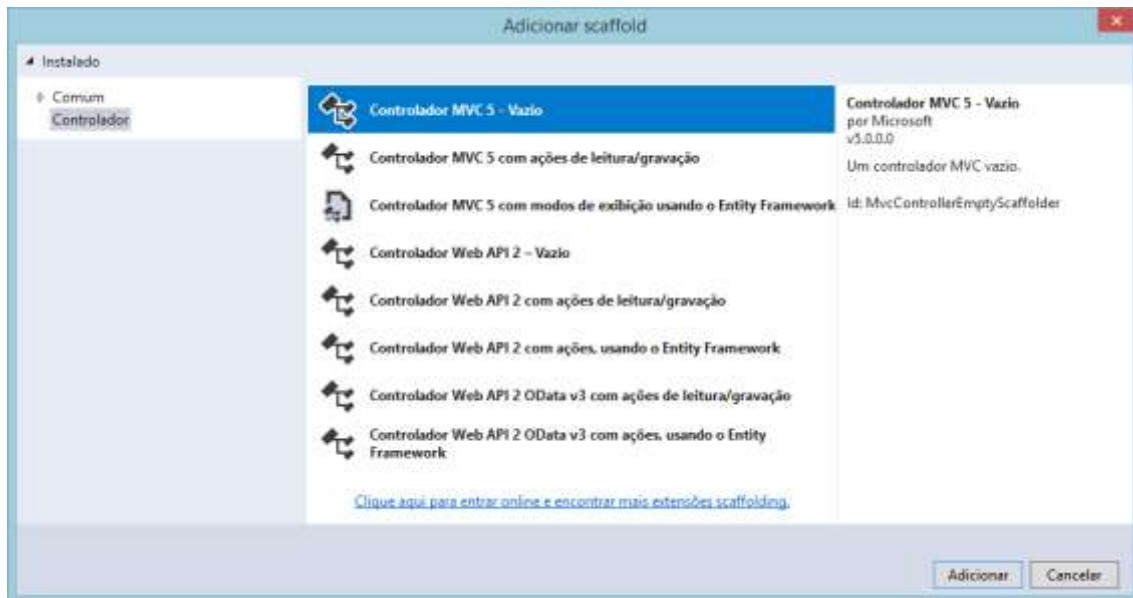 Adicionar scaffold
Instalado
Comum
Controlador
Controlador MVC 5 - Vazio
Controlador MVC 5 com ações de leitura/gravação
Controlador MVC 5 com modos de exibição usando o Entity Framework
Controlador Web API 2 – Vazio
Controlador Web API 2 com ações de leitura/gravação
Controlador Web API 2 com ações, usando o Entity Framework
Controlador Web API 2 OData v3 com ações de leitura/gravação
Controlador Web API 2 OData v3 com ações, usando o Entity
Framework
Clique aqui para entrar online e encontrar mais extensões scaffolding.
Controlador MVC 5 - Vazio
por Microsoft
v5.0.0.0
Um controlador MVC vazio.
Id: MvcControllerEmptyScaffolder
Adicionar
Cancelar